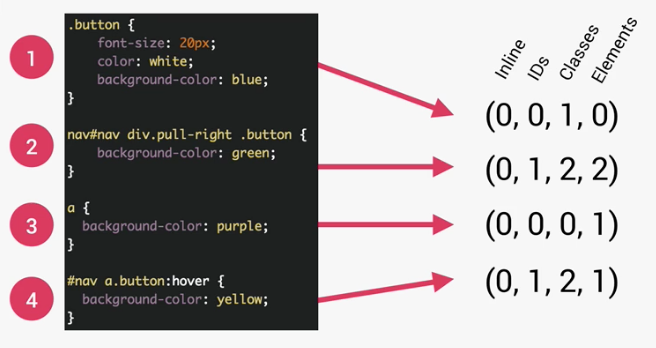 Inline IDs Classes Elements
1
.button {
font-size: 20px;
color: white;
background-color: blue;
}
(0, 0, 1, 0)
2
nav#nav div.pull-right .button {
background-color: green;
}
(0, 1, 2, 2)
3
a {
background-color: purple;
}
(0, 0, 0, 1)
4
#nav a.button:hover {
background-color: yellow;
}
(0, 1, 2, 1)